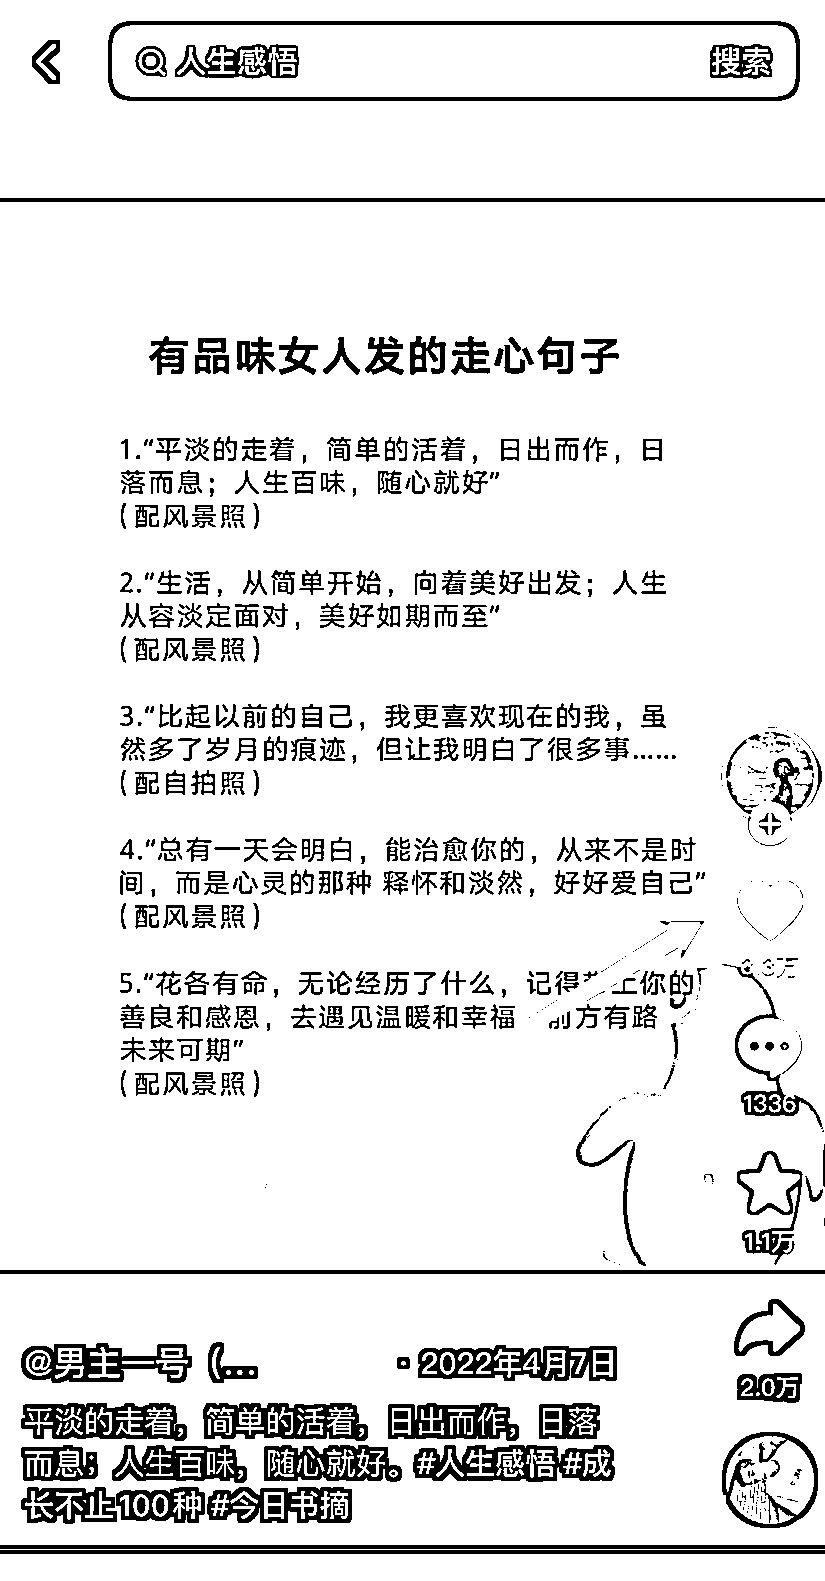 人生感悟 搜索
有品味女人发的走心句子
1.“平淡的走着，简单的活着，日出而作，日
落而息；人生百味，随心就好”
（配风景照）
2.“生活，从简单开始，向着美好出发；人生
从容淡定面对，美好如期而至”
（配风景照）
3.“比起以前的自己，我更喜欢现在的我，虽
然多了岁月的痕迹，但让我明白了很多事......
（配自拍照）
4.“总有一天会明白，能治愈你的，从来不是时
间，而是心灵的那种 释怀和淡然，好好爱自己”
（配风景照）
5.“花各有命，无论经历了什么，记得 上你的
善良和感恩，去遇见温暖和幸福 前方有路
未来可期”
（配风景照）
3.3万
1336
1.1万
2.0万
@男主一号（... · 2022年4月7日
平淡的走着，简单的活着，日出而作，日落
而息；人生百味，随心就好。#人生感悟 #成
长不止100种 #今日书摘